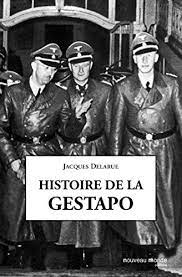 JACQUES DELARUE
HISTOIRE DE LA
GESTAPO
nouveau monde